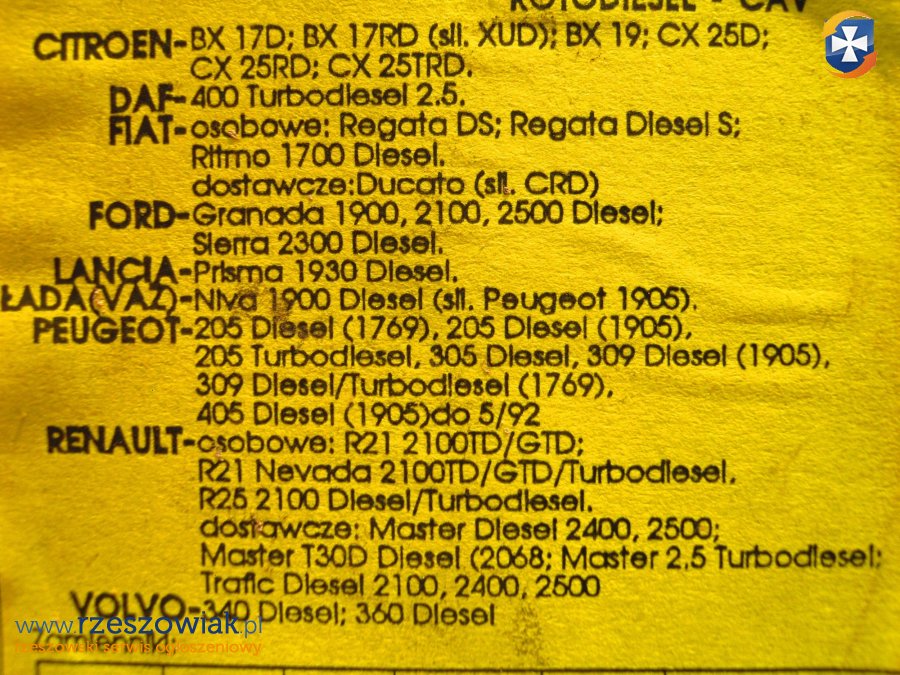 ROTODIESEL - CAV
CITROEN-BX 17D; BX 17RD (sil. XUD); BX 19; CX 25D;
CX 25RD; CX 25TRD.
DAF-400 Turbodiesel 2.5.
FIAT-osobowe: Regata DS; Regata Diesel S;
Ritmo 1700 Diesel.
dostawcze:Ducato (sil. CRD)
FORD-Granada 1900, 2100, 2500 Diesel;
Sierra 2300 Diesel.
LANCIA-Prisma 1930 Diesel.
ŁADA(VAZ)-Niva 1900 Diesel (sil. Peugeot 1905).
PEUGEOT-205 Diesel (1769), 205 Diesel (1905),
205 Turbodiesel, 305 Diesel, 309 Diesel (1905),
309 Diesel/Turbodiesel (1769),
405 Diesel (1905)do 5/92
RENAULT-osobowe: R21 2100TD/GTD;
R21 Nevada 2100TD/GTD/Turbodiesel,
R25 2100 Diesel/Turbodiesel.
dostawcze: Master Diesel 2400, 2500;
Master T30D Diesel (2068; Master 2,5 Turbodiesel;
Trafic Diesel 2100, 2400, 2500
VOLVO-340 Diesel; 360 Diesel
www.rzeszowiak.pl
rzeszowski serwis ogłoszeniowy